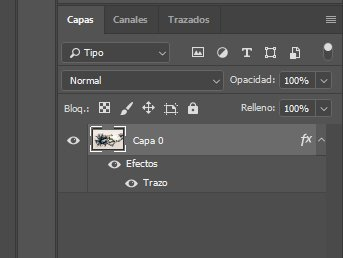 Capas Canales Trazados
Tipo
Normal Opacidad: 100%
Bloq.: Relleno: 100%
Capa 0 fx
Efectos
Trazo